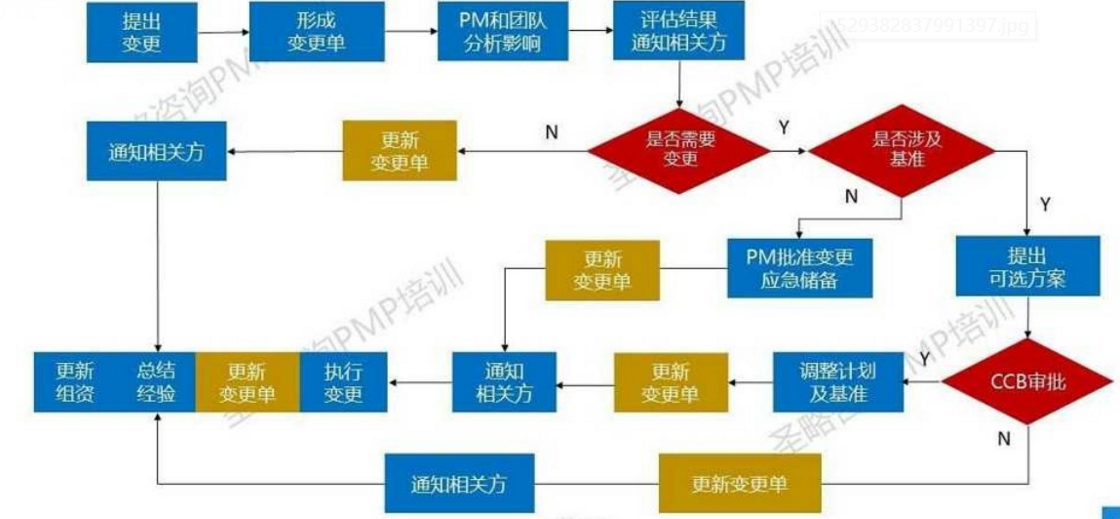 提出
变更
形成
变更单
PM和团队
分析影响
评估结果
通知相关方
529382837991397.jpg
通知相关方
更新
变更单
N
是否需要
变更
Y
是否涉及
基准
N
Y
更新
变更单
PM批准变更
应急储备
提出
可选方案
更新
组资
总结
经验
更新
变更单
执行
变更
通知
相关方
更新
变更单
调整计划
及基准
Y
CCB审批
N
通知相关方
更新变更单
圣略咨询PMP培训